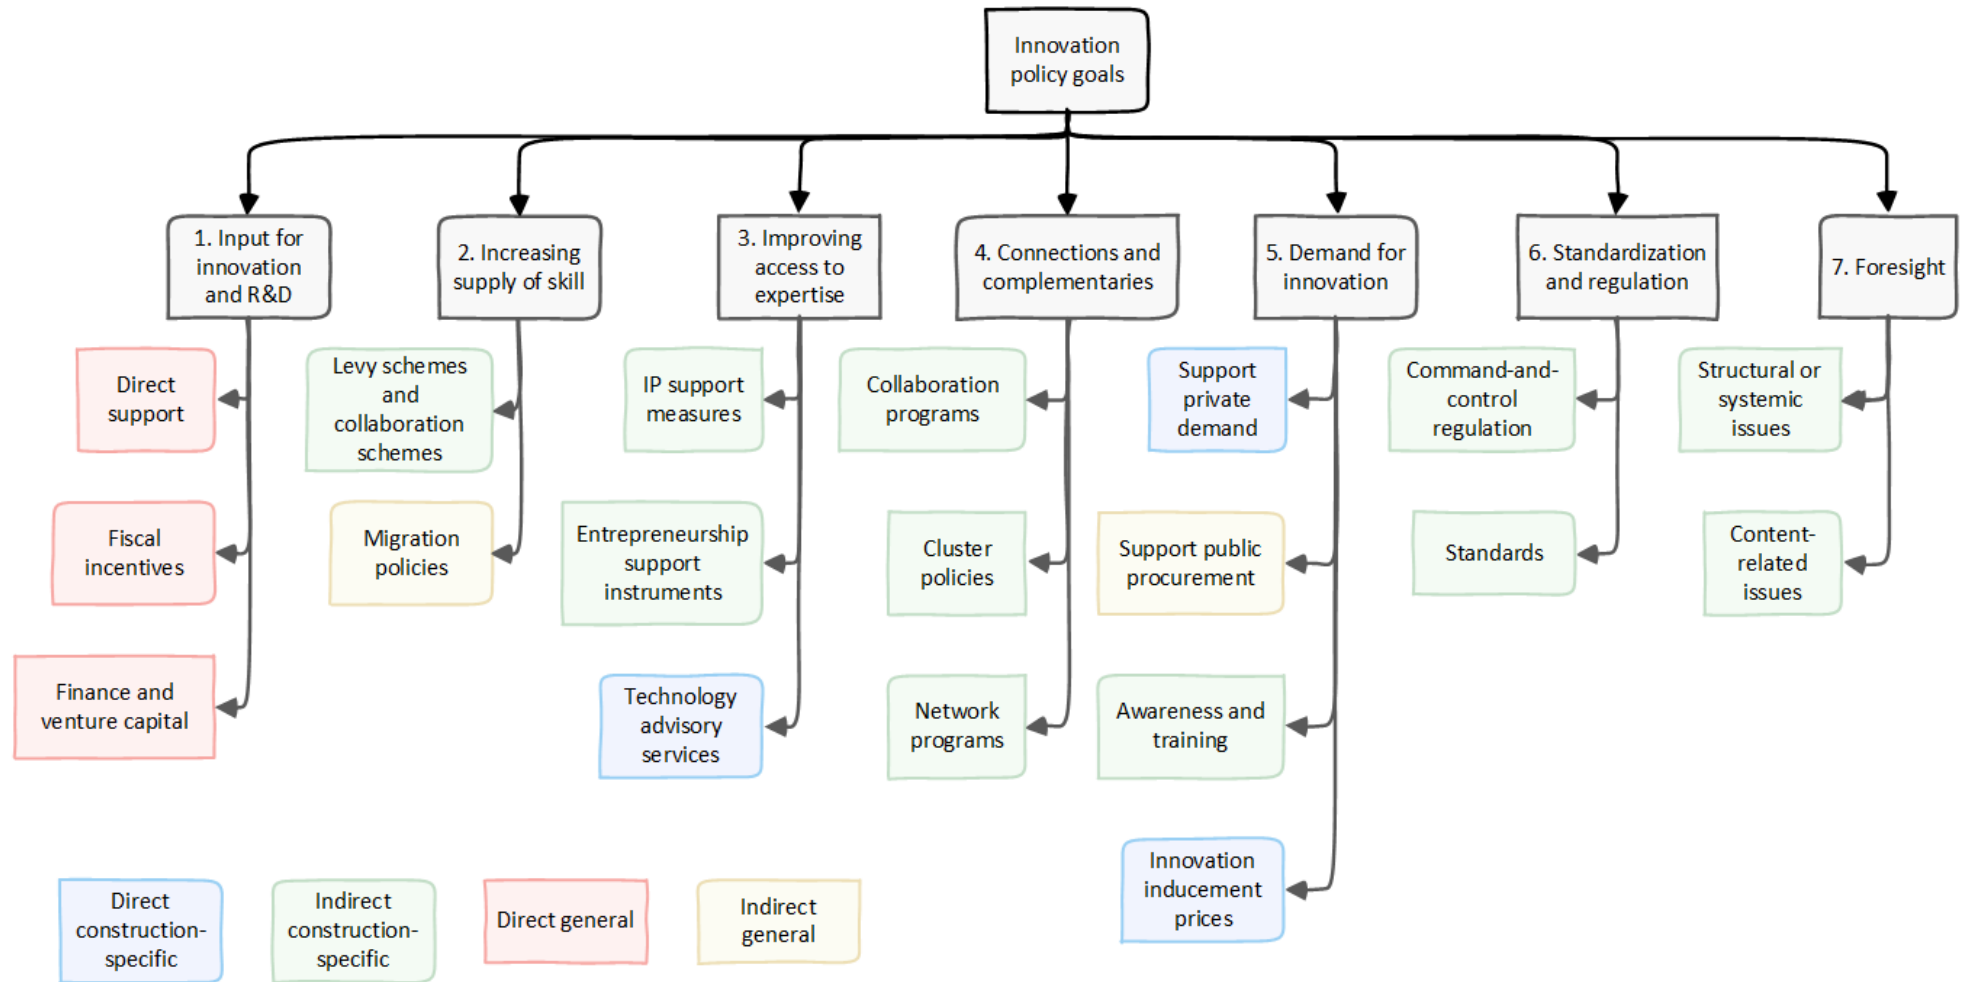 Innovation
policy goals
1. Input for
innovation
and R&D
2. Increasing
supply of skill
3. Improving
access to
expertise
4. Connections and
complementaries
5. Demand for
innovation
6. Standardization
and regulation
7. Foresight
Direct
support
Levy schemes
and
collaboration
schemes
IP support
measures
Collaboration
programs
Support
private
demand
Command-and-
control
regulation
Structural or
systemic
issues
Fiscal
incentives
Migration
policies
Entrepreneurship
support
instruments
Cluster
policies
Support public
procurement
Standards
Content-
related
issues
Finance and
venture capital
Technology
advisory
services
Network
programs
Awareness and
training
Innovation
inducement
prices
Direct
construction-
specific
Indirect
construction-
specific
Direct general
Indirect
general